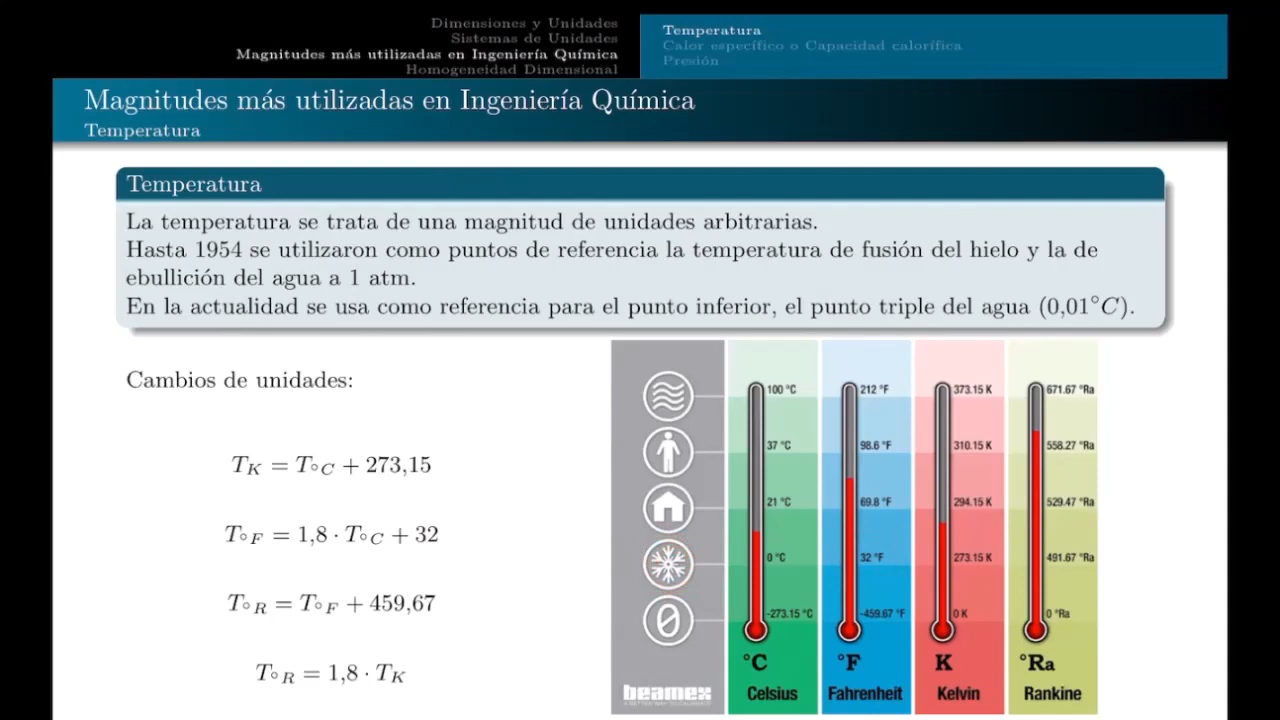 Dimensiones y Unidades
Sistemas de Unidades
Magnitudes más utilizadas en Ingeniería Química
Homogeneidad Dimensional
Temperatura
Calor específico o Capacidad calorífica
Presión
Magnitudes más utilizadas en Ingeniería Química
Temperatura
Temperatura
La temperatura se trata de una magnitud de unidades arbitrarias.
Hasta 1954 se utilizaron como puntos de referencia la temperatura de fusión del hielo y la de
ebullición del agua a 1 atm.
En la actualidad se usa como referencia para el punto inferior, el punto triple del agua (0,01°C).
Cambios de unidades:
T_K = T_°C + 273,15
T_°F = 1,8 · T_°C + 32
T_°R = T_°F + 459,67
T_°R = 1,8 · T_K
100 °C 212 °F 373.15 K 671.67 °Ra
37 °C 98.6 °F 310.15 K 558.27 °Ra
21 °C 69.8 °F 294.15 K 529.47 °Ra
0 °C 32 °F 273.15 K 491.67 °Ra
0 -273.15 °C -459.67 °F 0 K 0 °Ra
°C °F K °Ra
beamex Celsius Fahrenheit Kelvin Rankine